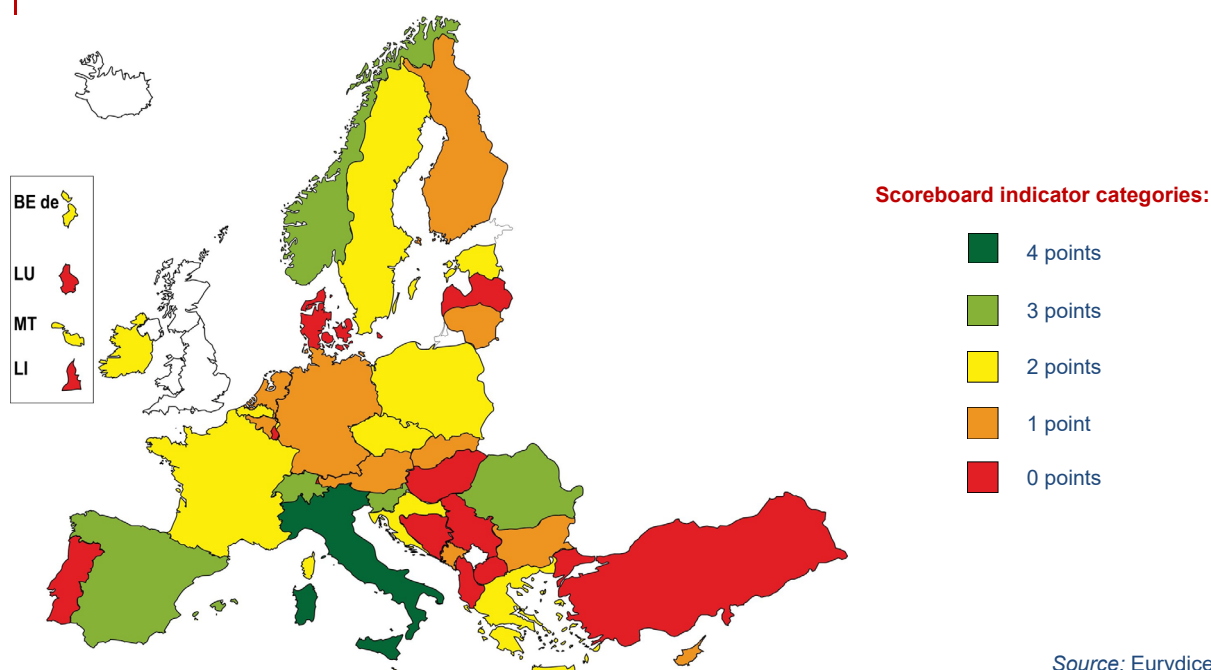 BE de
LU
MT
LI
Scoreboard indicator categories:
4 points
3 points
2 points
1 point
0 points
Source: Eurydice